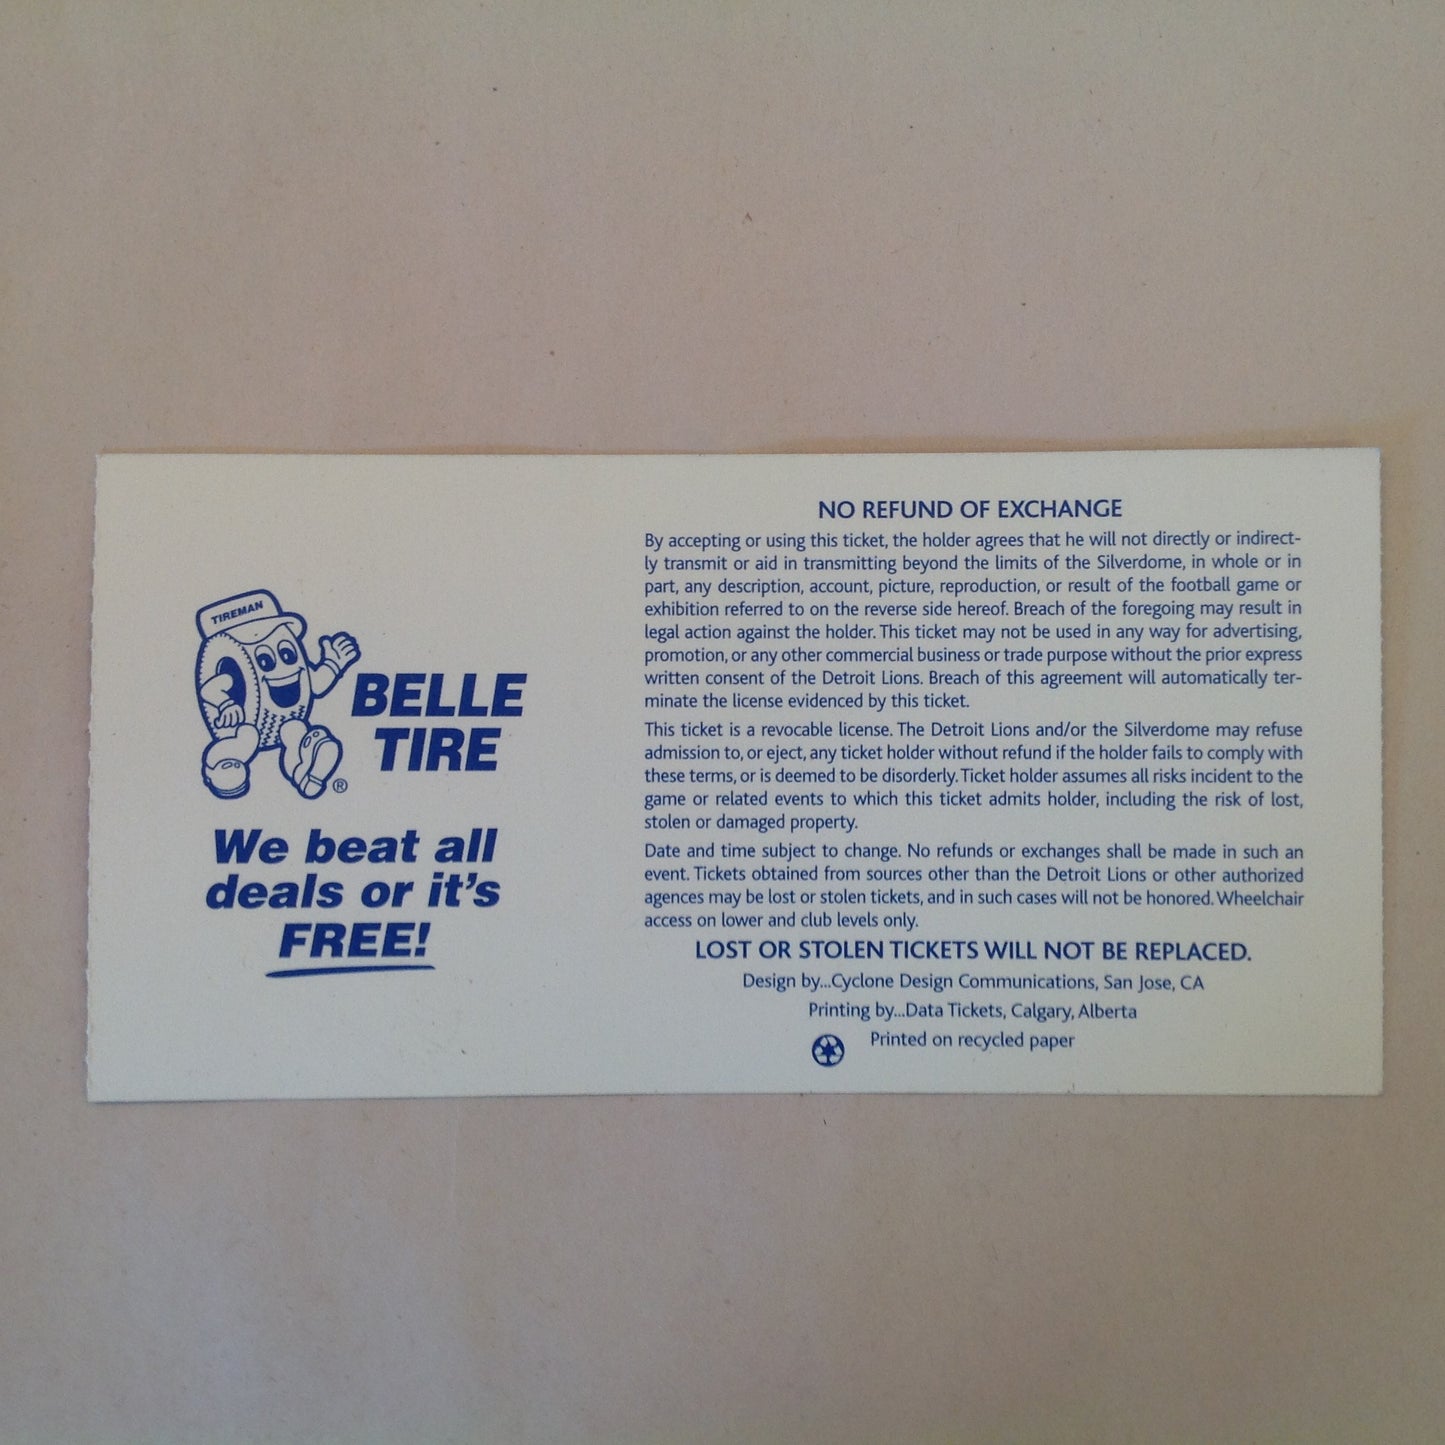 TIREMAN
BELLE
TIRE
®
We beat all
deals or it's
FREE!
NO REFUND OF EXCHANGE
By accepting or using this ticket, the holder agrees that he will not directly or indirect-
ly transmit or aid in transmitting beyond the limits of the Silverdome, in whole or in
part, any description, account, picture, reproduction, or result of the football game or
exhibition referred to on the reverse side hereof. Breach of the foregoing may result in
legal action against the holder. This ticket may not be used in any way for advertising,
promotion, or any other commercial business or trade purpose without the prior express
written consent of the Detroit Lions. Breach of this agreement will automatically ter-
minate the license evidenced by this ticket.
This ticket is a revocable license. The Detroit Lions and/or the Silverdome may refuse
admission to, or eject, any ticket holder without refund if the holder fails to comply with
these terms, or is deemed to be disorderly. Ticket holder assumes all risks incident to the
game or related events to which this ticket admits holder, including the risk of lost,
stolen or damaged property.
Date and time subject to change. No refunds or exchanges shall be made in such an
event. Tickets obtained from sources other than the Detroit Lions or other authorized
agences may be lost or stolen tickets, and in such cases will not be honored. Wheelchair
access on lower and club levels only.
LOST OR STOLEN TICKETS WILL NOT BE REPLACED.
Design by...Cyclone Design Communications, San Jose, CA
Printing by...Data Tickets, Calgary, Alberta
Printed on recycled paper